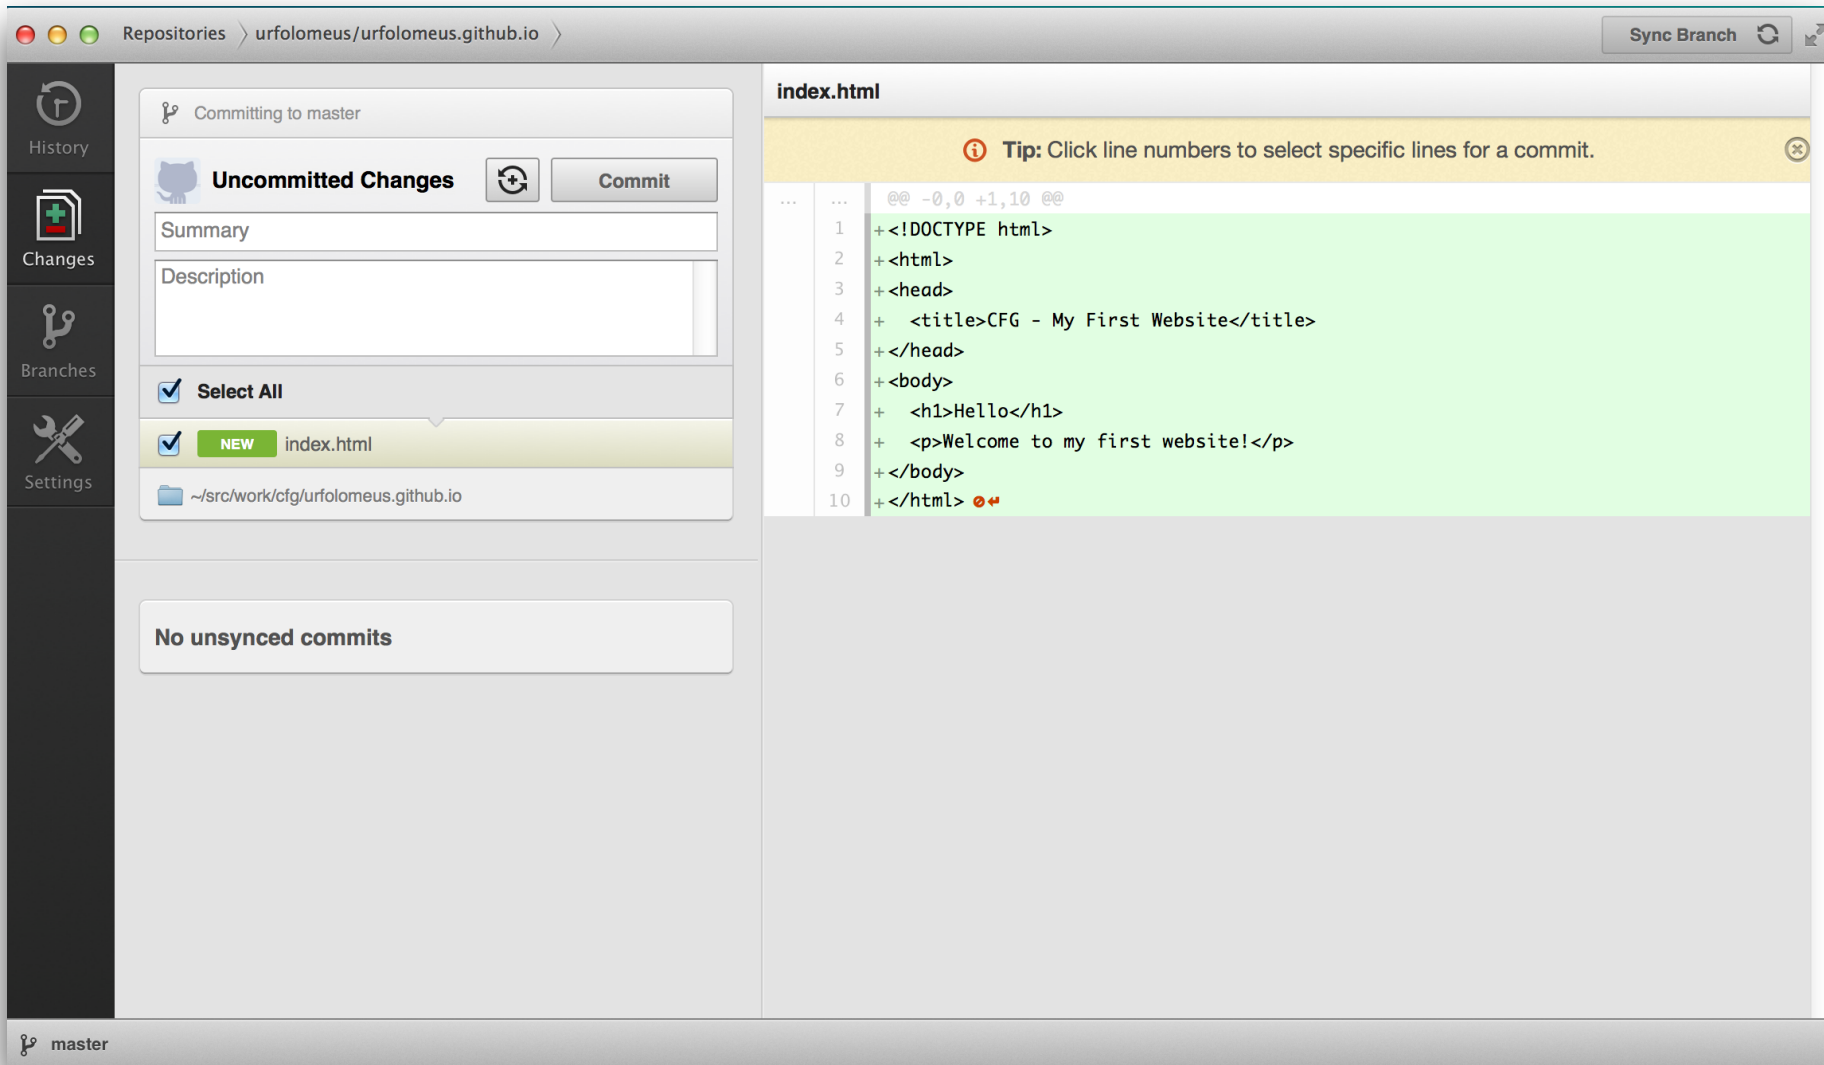 Repositories urfolomeus/urfolomeus.github.io
Sync Branch
History
Changes
Branches
Settings
Committing to master
Uncommitted Changes
Commit
Summary
Description
Select All
NEW index.html
~/src/work/cfg/urfolomeus.github.io
No unsynced commits
index.html
Tip: Click line numbers to select specific lines for a commit.
... ... @@ -0,0 +1,10 @@
1 +<!DOCTYPE html>
2 +<html>
3 +<head>
4 +  <title>CFG - My First Website</title>
5 +</head>
6 +<body>
7 +  <h1>Hello</h1>
8 +  <p>Welcome to my first website!</p>
9 +</body>
10 +</html>
master